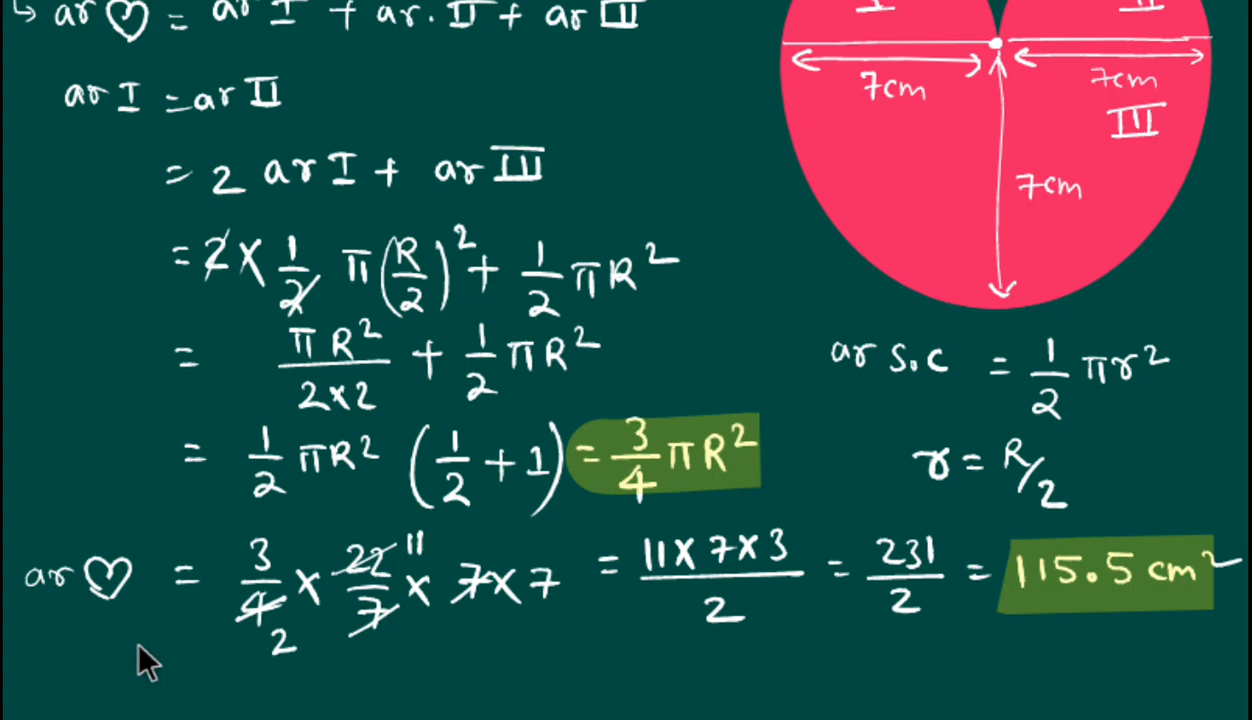 ↳ ar ♡ = ar I + ar. II + ar III
I II
7cm 7cm
III
ar I = ar II
= 2 ar I + ar III
7cm
= 2 × 1/2 π(R/2)² + 1/2 πR²
= πR²/2×2 + 1/2 πR²
ar s.c = 1/2 πr²
= 1/2 πR² (1/2 + 1) = 3/4 πR²
r = R/2
ar ♡ = 3/4 × 22/7 × 7×7 = 11×7×3/2 = 231/2 = 115.5 cm²
11
2